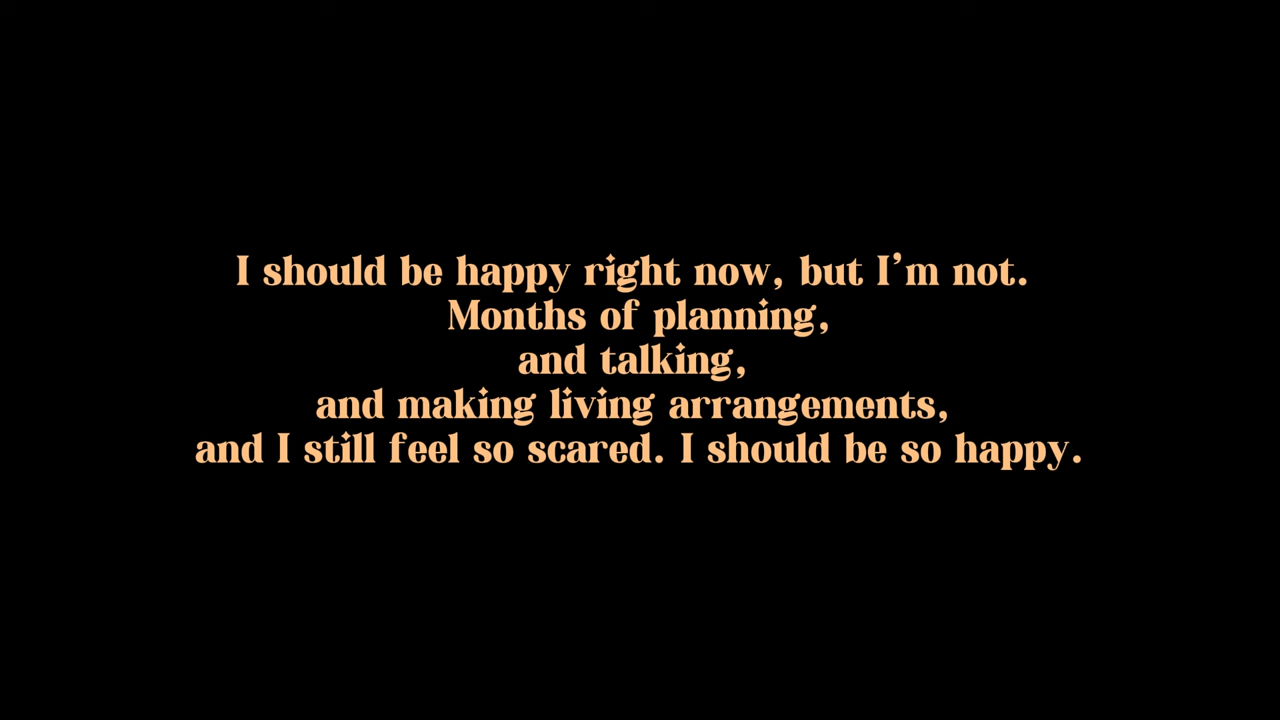 I should be happy right now, but I’m not.
Months of planning,
and talking,
and making living arrangements,
and I still feel so scared. I should be so happy.